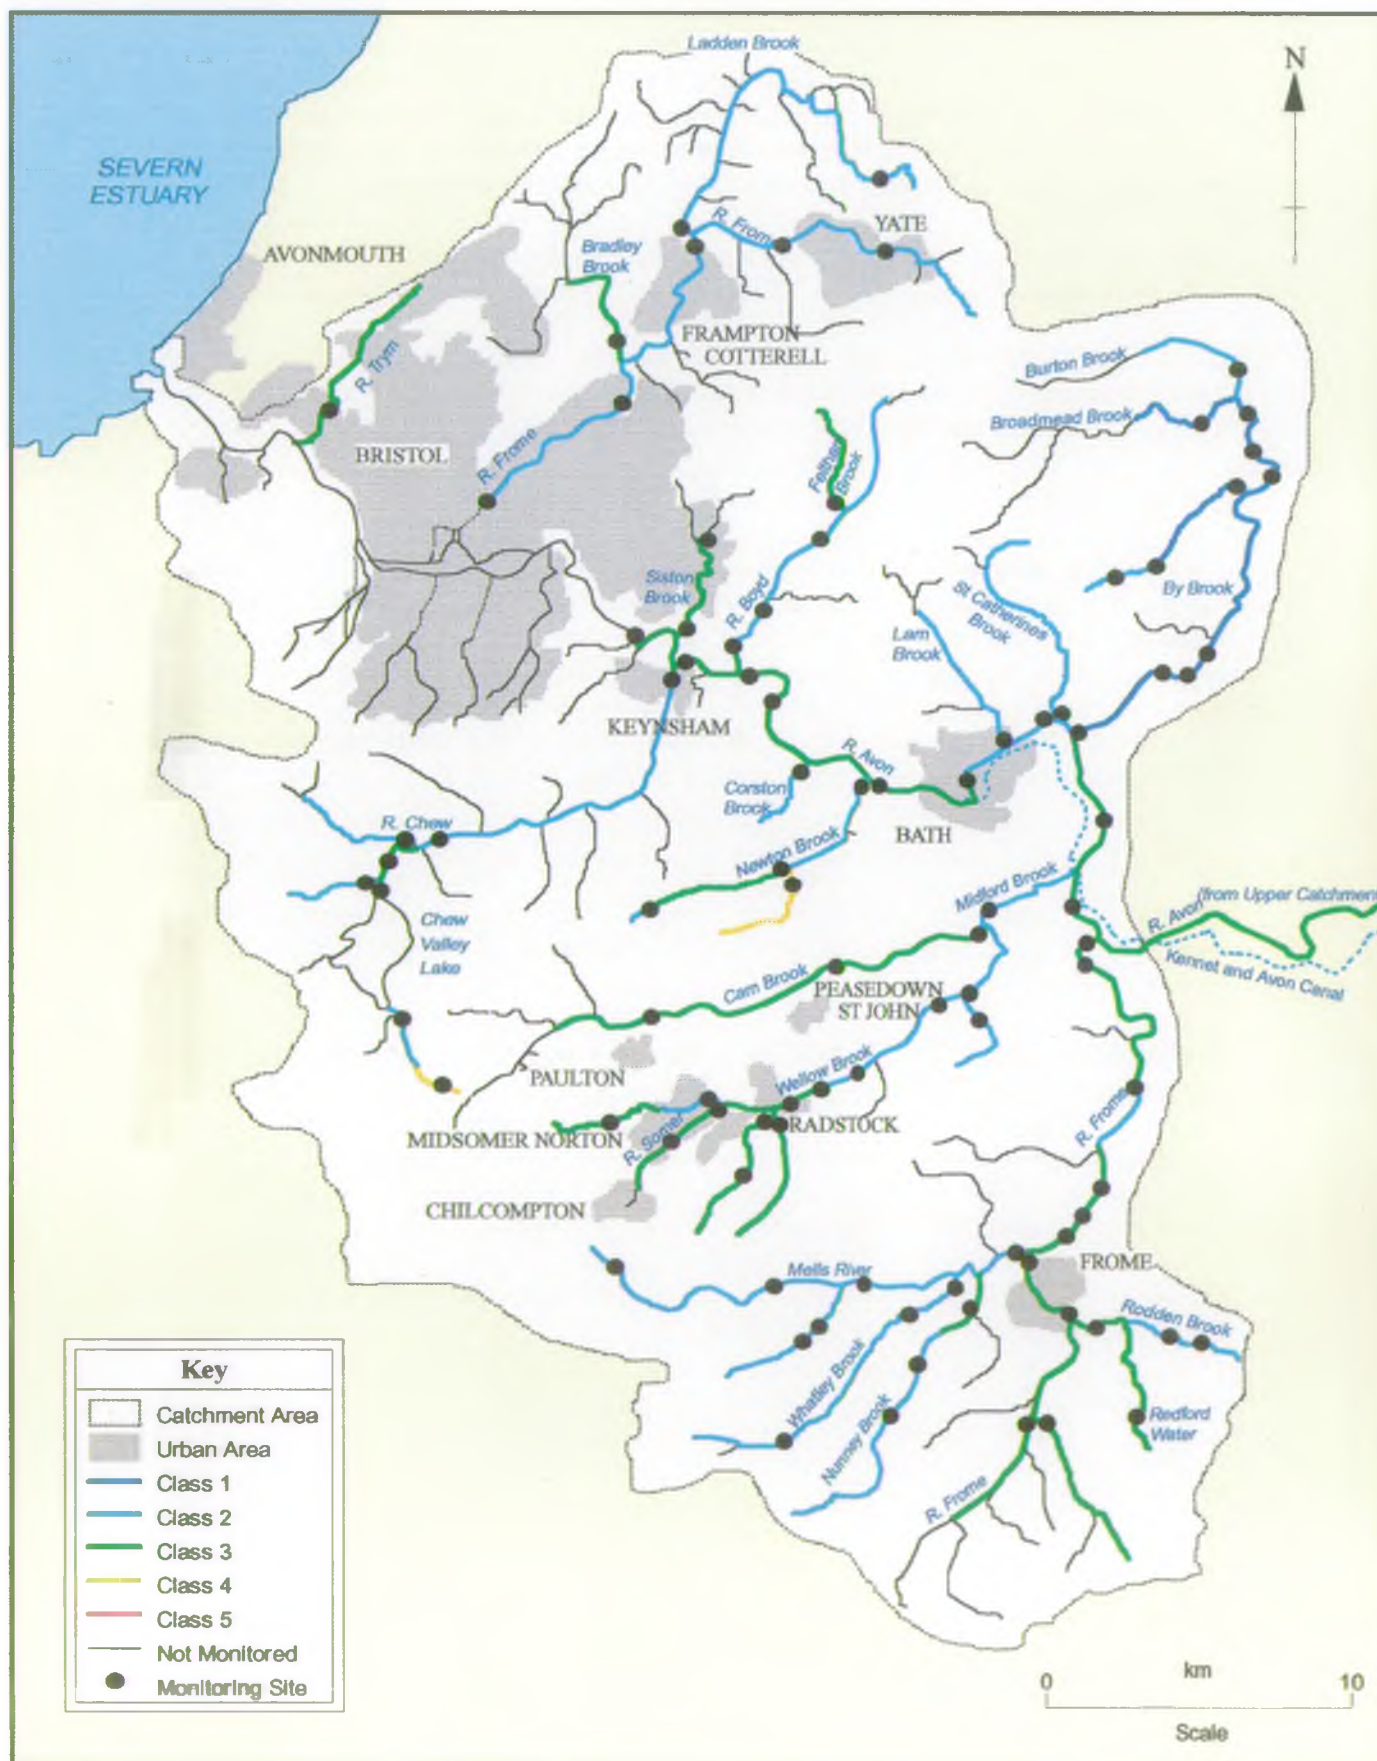 Ladden Brook
N
SEVERN
ESTUARY
R. Frome
YATE
AVONMOUTH
Bradley
Brook
FRAMPTON
COTTERELL
R. Trym
Burton Brook
Broadmead Brook
BRISTOL
R. Frome
Feltham
Brook
Siston
Brook
R. Boyd
St Catherines
Brook
By Brook
Lam
Brook
KEYNSHAM
R. Avon
Corston
Brook
R. Chew
BATH
Newton Brook
Midford Brook
(from Upper Catchment
R. Avon
Kennet and Avon Canal
Chew
Valley
Lake
Cam Brook
PEASEDOWN
ST JOHN
PAULTON
Wellow Brook
MIDSOMER NORTON
R. Somer
RADSTOCK
R. Frome
CHILCOMPTON
Mells River
FROME
Rodden Brook
Whatley Brook
Nunney Brook
Redford
Water
R. Frome
Key
Catchment Area
Urban Area
Class 1
Class 2
Class 3
Class 4
Class 5
Not Monitored
Monitoring Site
0 km 10
Scale